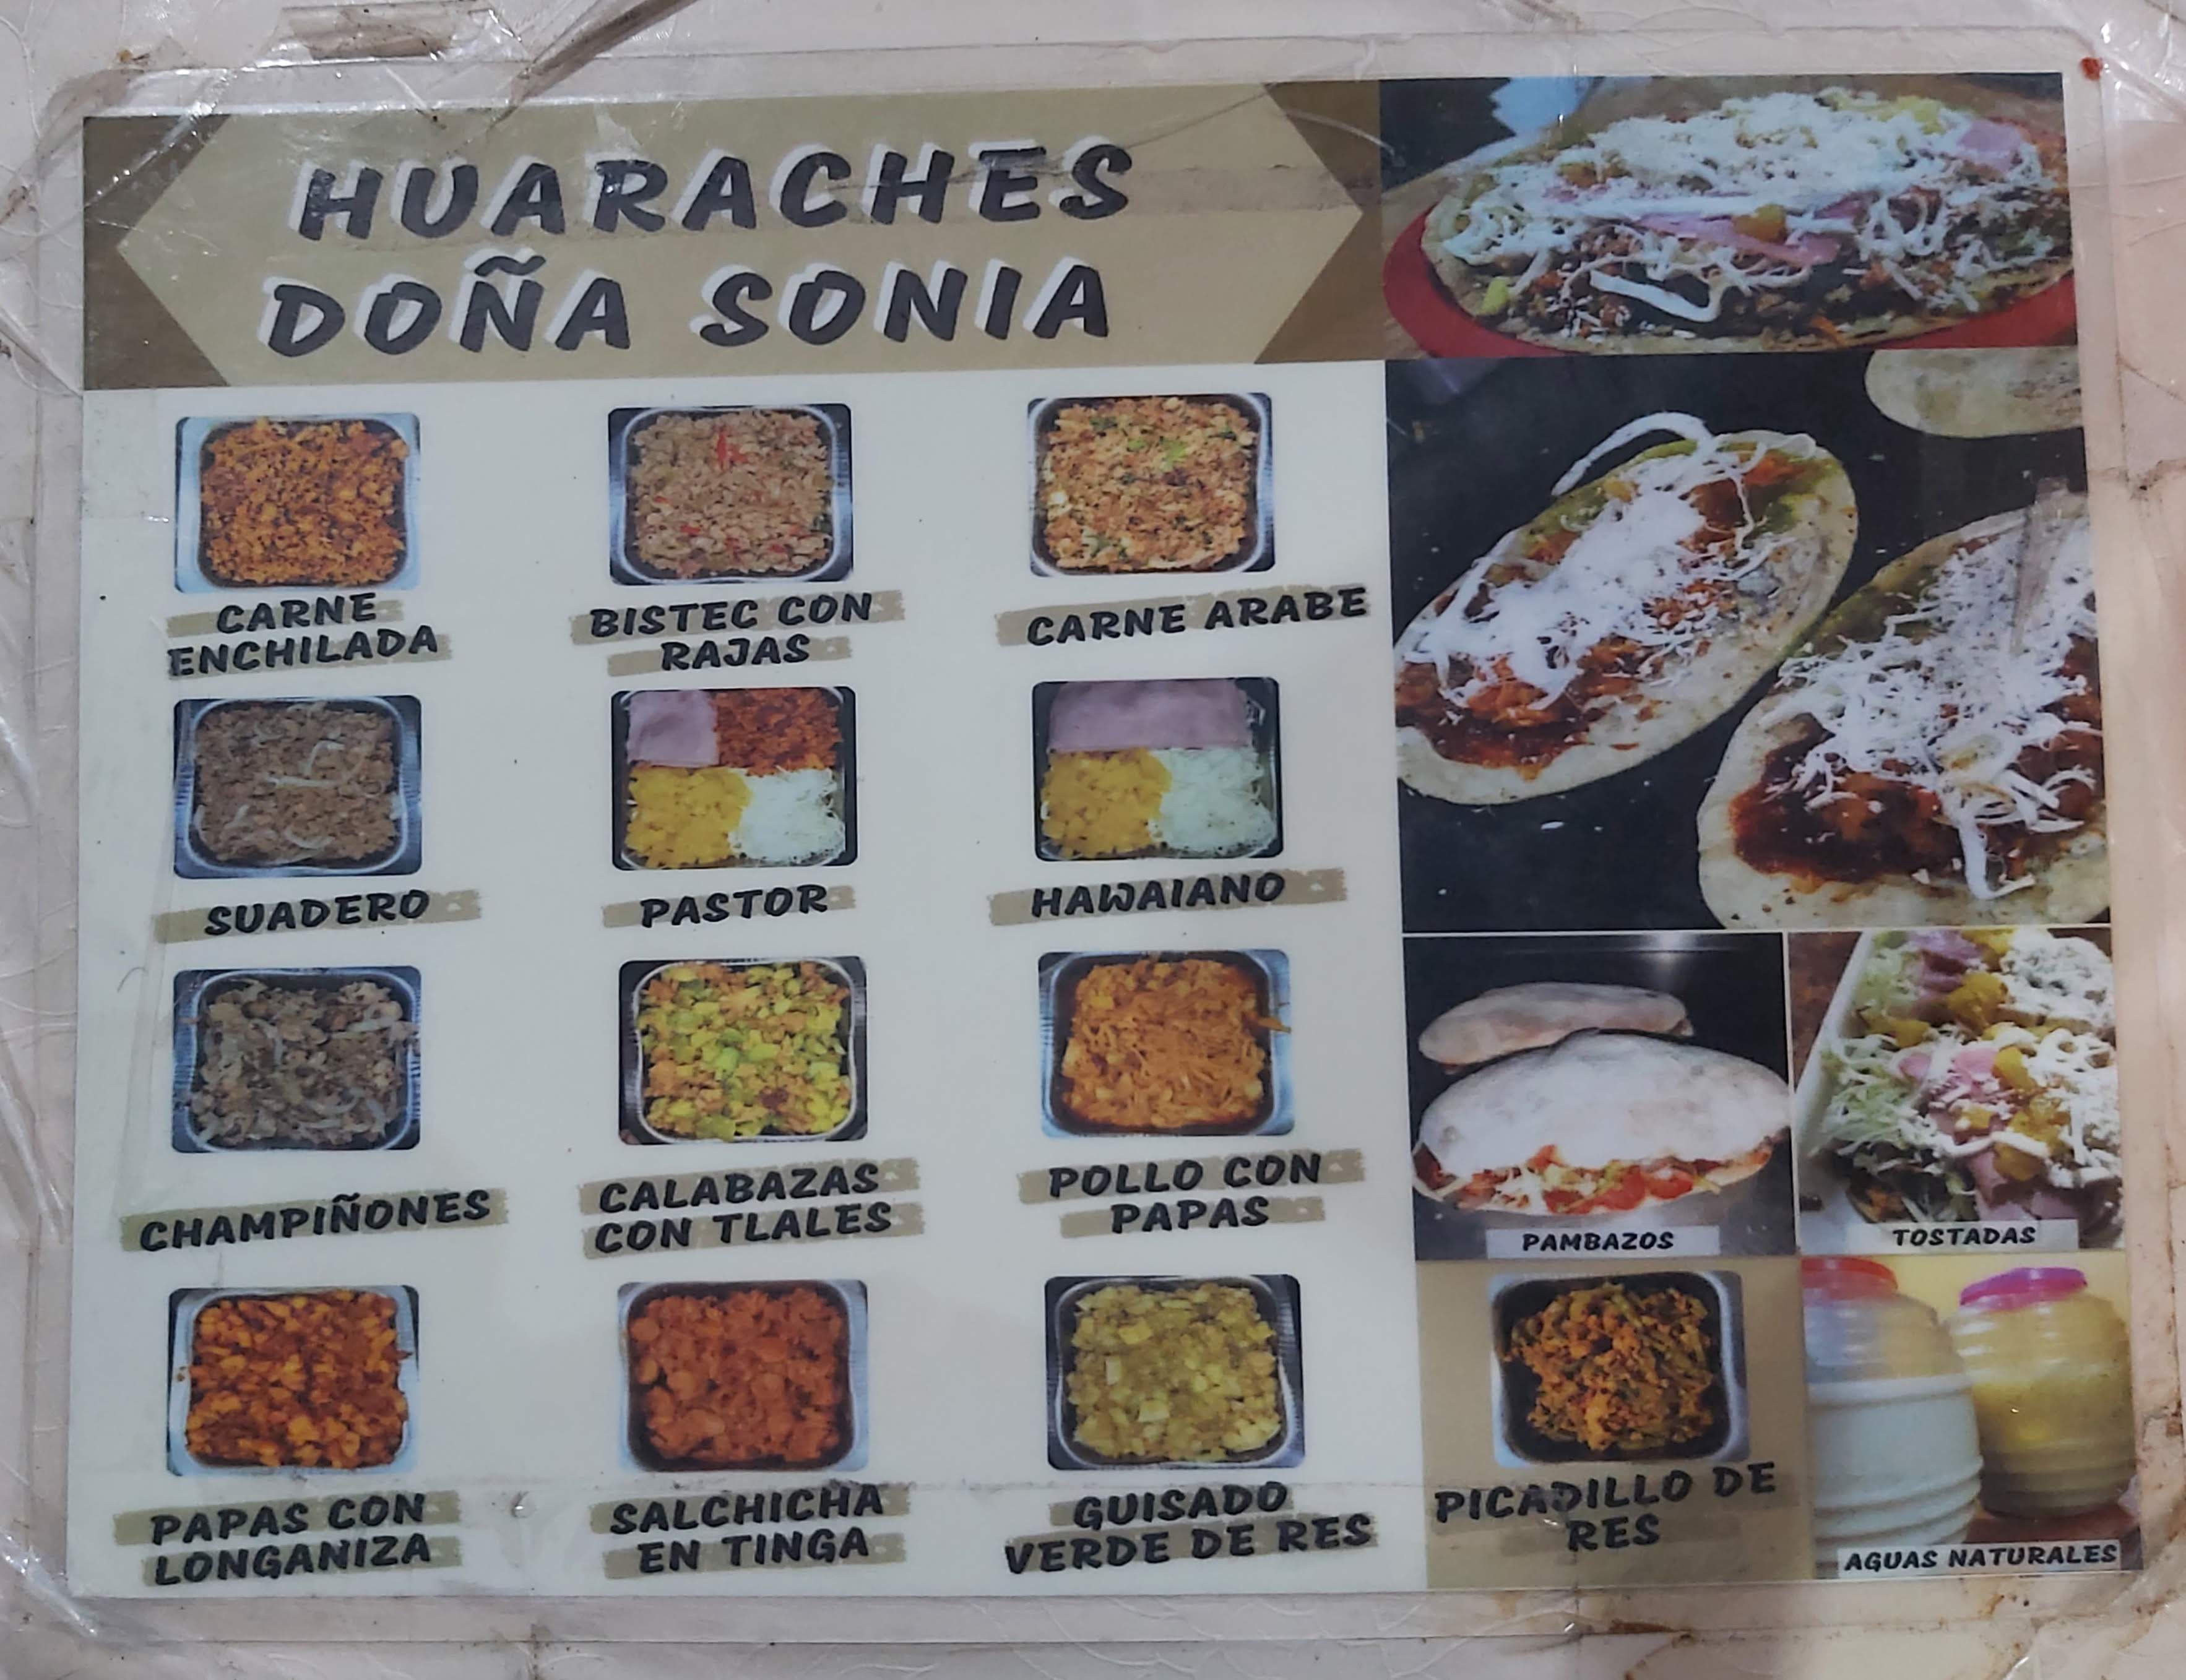 HUARACHES
DOÑA SONIA
CARNE
ENCHILADA
BISTEC CON
RAJAS
CARNE ARABE
SUADERO
PASTOR
HAWAIANO
CHAMPIÑONES
CALABAZAS
CON TLALES
POLLO CON
PAPAS
PAMBAZOS
TOSTADAS
PAPAS CON
LONGANIZA
SALCHICHA
EN TINGA
GUISADO
VERDE DE RES
PICADILLO DE
RES
AGUAS NATURALES